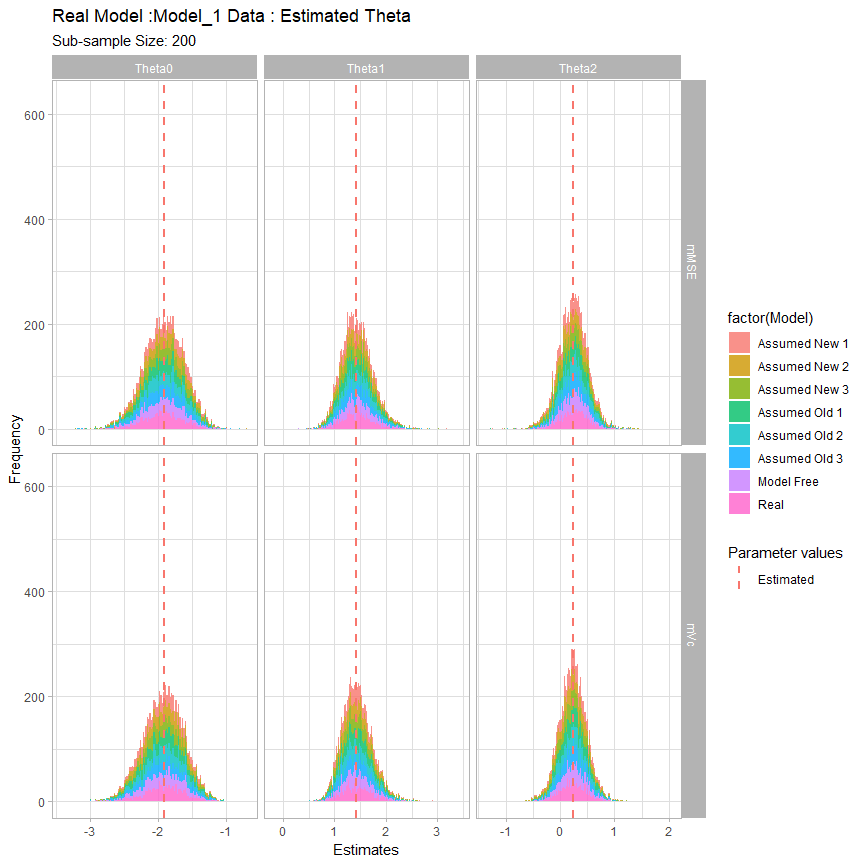 Real Model :Model_1 Data : Estimated Theta
Sub-sample Size: 200
Theta0 Theta1 Theta2
600
400
200
0
mMSE
600
400
200
0
mVc
Frequency
-3 -2 -1 0 1 2 3 -1 0 1 2
Estimates
factor(Model)
Assumed New 1
Assumed New 2
Assumed New 3
Assumed Old 1
Assumed Old 2
Assumed Old 3
Model Free
Real
Parameter values
Estimated